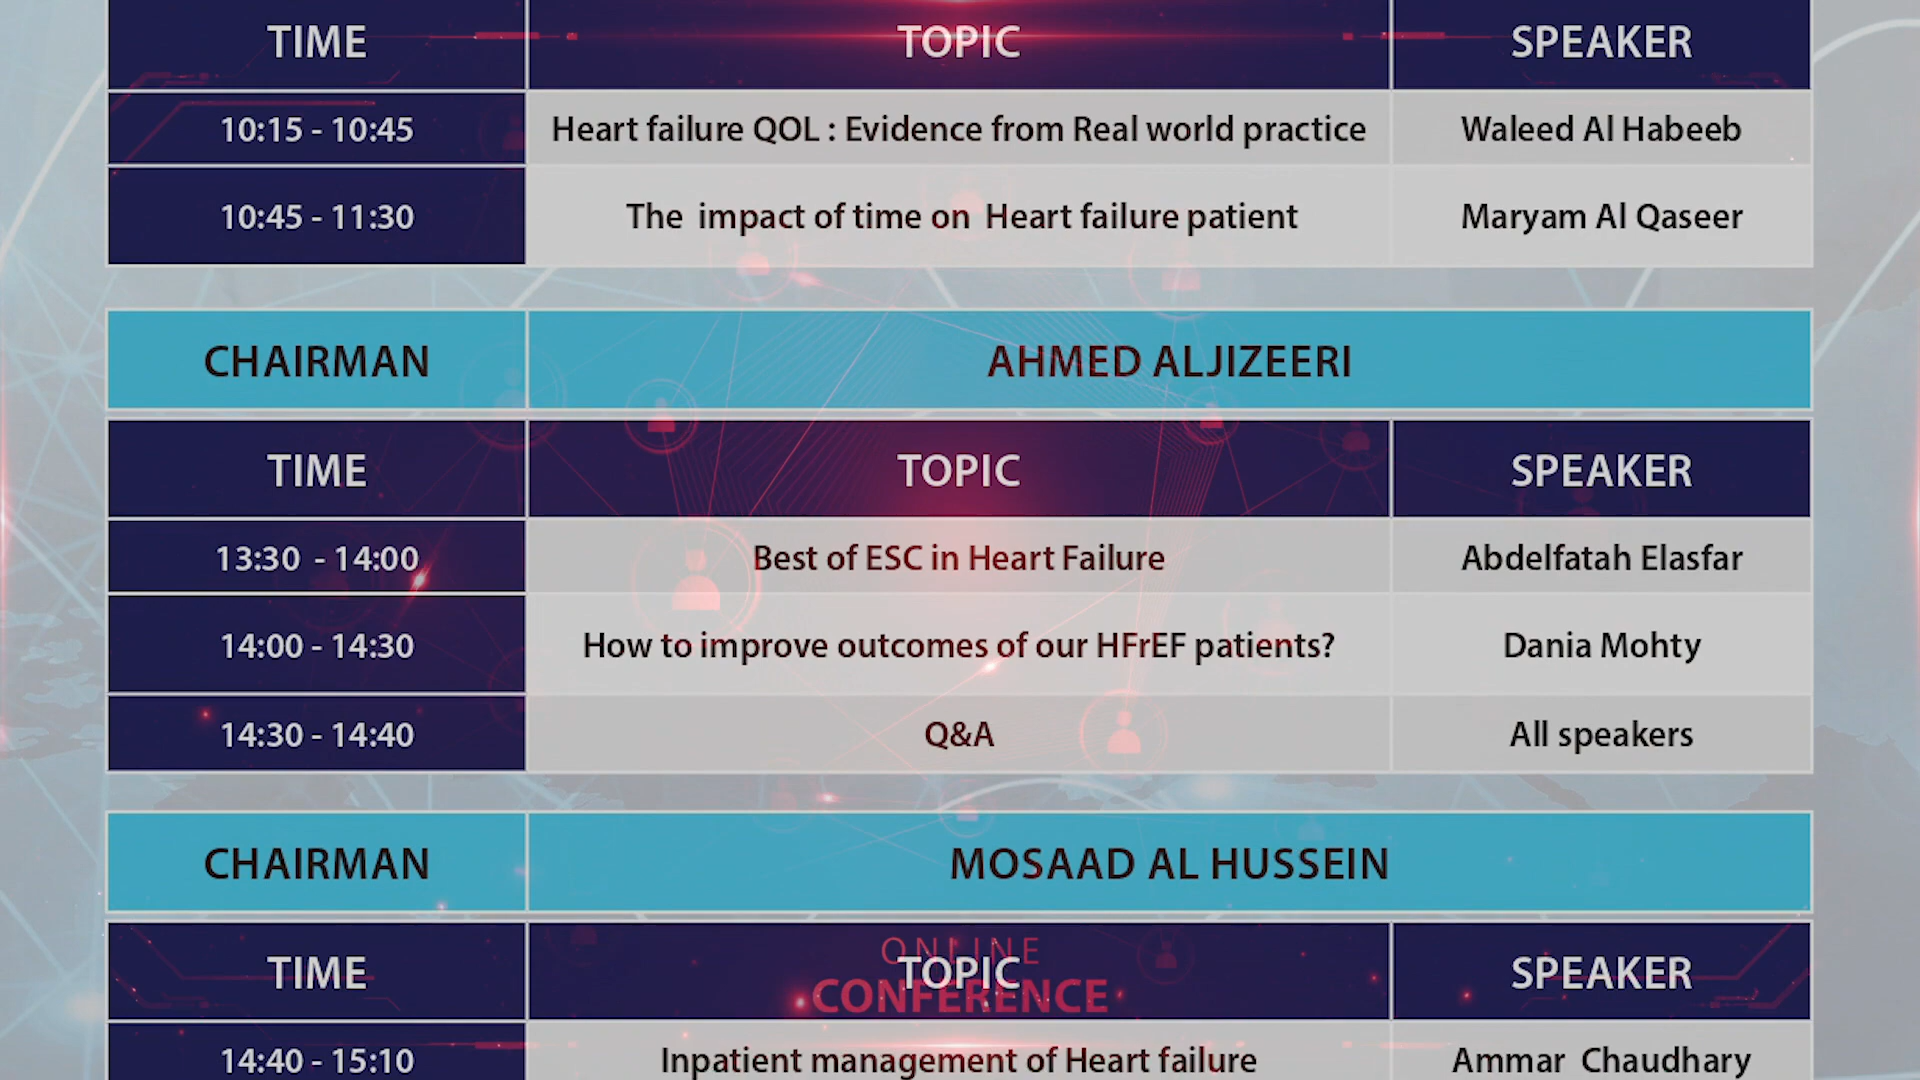 TIME TOPIC SPEAKER
10:15 - 10:45 Heart failure QOL : Evidence from Real world practice Waleed Al Habeeb
10:45 - 11:30 The impact of time on Heart failure patient Maryam Al Qaseer
CHAIRMAN AHMED ALJIZEERI
TIME TOPIC SPEAKER
13:30 - 14:00 Best of ESC in Heart Failure Abdelfatah Elasfar
14:00 - 14:30 How to improve outcomes of our HFrEF patients? Dania Mohty
14:30 - 14:40 Q&A All speakers
CHAIRMAN MOSAAD AL HUSSEIN
ONLINE
TIME TOPIC SPEAKER
CONFERENCE
14:40 - 15:10 Inpatient management of Heart failure Ammar Chaudhary